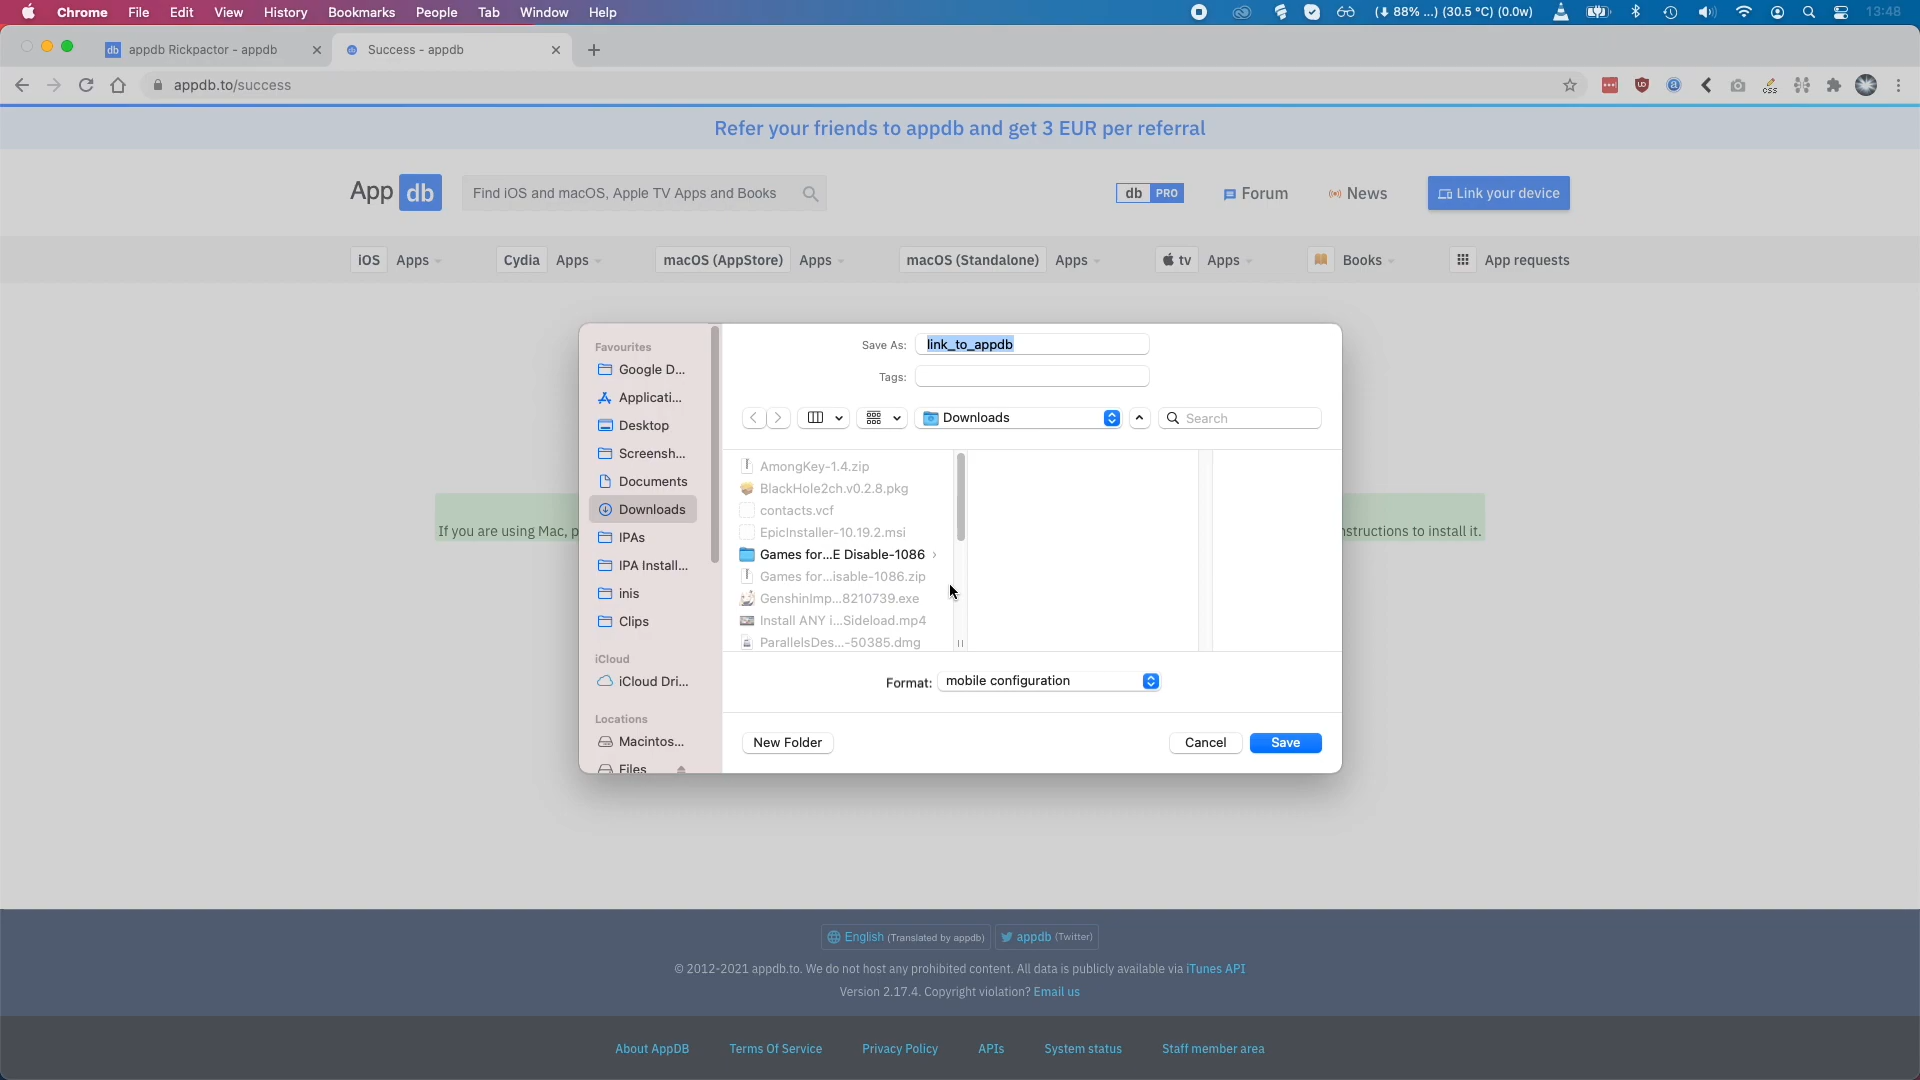 Chrome File Edit View History Bookmarks People Tab Window Help
88% ...) (30.5 °C) (0.0w) 13:48
appdb Rickpactor - appdb
Success - appdb
appdb.to/success
Refer your friends to appdb and get 3 EUR per referral
App db
Find iOS and macOS, Apple TV Apps and Books
db PRO
Forum
News
Link your device
iOS Apps
Cydia Apps
macOS (AppStore) Apps
macOS (Standalone) Apps
tv Apps
Books
App requests
Save As: link_to_appdb
Tags:
Downloads
Search
Favourites
Google D...
Applicati...
Desktop
Screensh...
Documents
Downloads
IPAs
IPA Install...
inis
Clips
iCloud
iCloud Dri...
Locations
Macintos...
Files
AmongKey-1.4.zip
BlackHole2ch.v0.2.8.pkg
contacts.vcf
EpicInstaller-10.19.2.msi
Games for...E Disable-1086
Games for...isable-1086.zip
GenshinImp...8210739.exe
Install ANY i...Sideload.mp4
ParallelsDes...-50385.dmg
Format: mobile configuration
New Folder
Cancel
Save
If you are using Mac, p
structions to install it.
English (Translated by appdb)
appdb (Twitter)
© 2012-2021 appdb.to. We do not host any prohibited content. All data is publicly available via iTunes API
Version 2.17.4. Copyright violation? Email us
About AppDB
Terms Of Service
Privacy Policy
APIs
System status
Staff member area